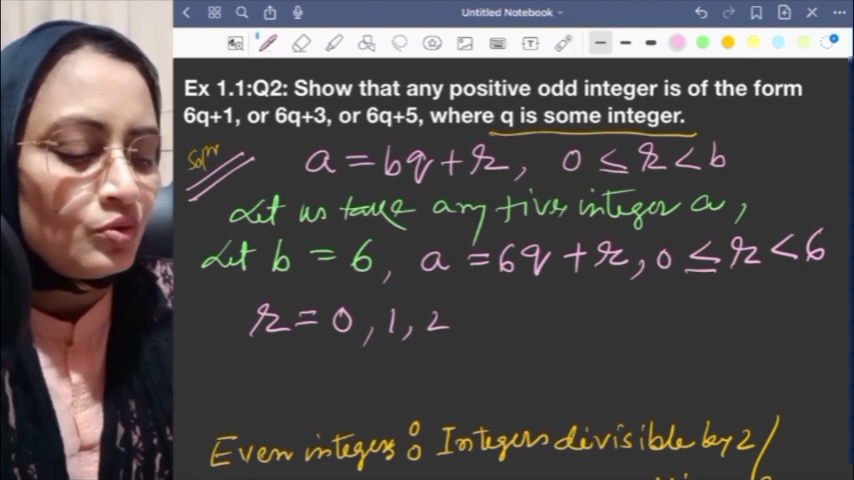 Untitled Notebook
Ex 1.1:Q2: Show that any positive odd integer is of the form
6q+1, or 6q+3, or 6q+5, where q is some integer.
Solⁿ a = bq + r, 0 ≤ r < b
Let us take any +ive integer a,
Let b = 6, a = 6q + r, 0 ≤ r < 6
r = 0, 1, 2
Even integers : Integers divisible by 2/